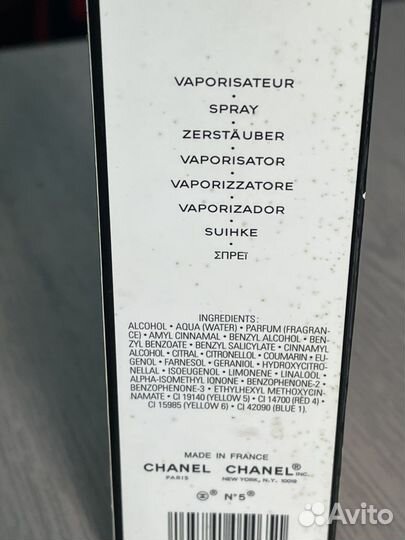 VAPORISATEUR
•
SPRAY
•
ZERSTÄUBER
•
VAPORISATOR
•
VAPORIZZATORE
•
VAPORIZADOR
•
SUIHKE
•
ΣΠΡΕΪ
INGREDIENTS:
ALCOHOL • AQUA (WATER) • PARFUM (FRAGRAN-
CE) • AMYL CINNAMAL • BENZYL ALCOHOL • BEN-
ZYL BENZOATE • BENZYL SALICYLATE • CINNAMYL
ALCOHOL • CITRAL • CITRONELLOL • COUMARIN • EU-
GENOL • FARNESOL • GERANIOL • HYDROXYCITRO-
NELLAL • ISOEUGENOL • LIMONENE • LINALOOL •
ALPHA-ISOMETHYL IONONE • BENZOPHENONE-2 •
BENZOPHENONE-3 • ETHYLHEXYL METHOXYCIN-
NAMATE • CI 19140 (YELLOW 5) • CI 14700 (RED 4) •
CI 15985 (YELLOW 6) • CI 42090 (BLUE 1).
MADE IN FRANCE
CHANEL CHANEL® INC.
PARIS NEW YORK, N.Y. 10019
® N°5®
Avito